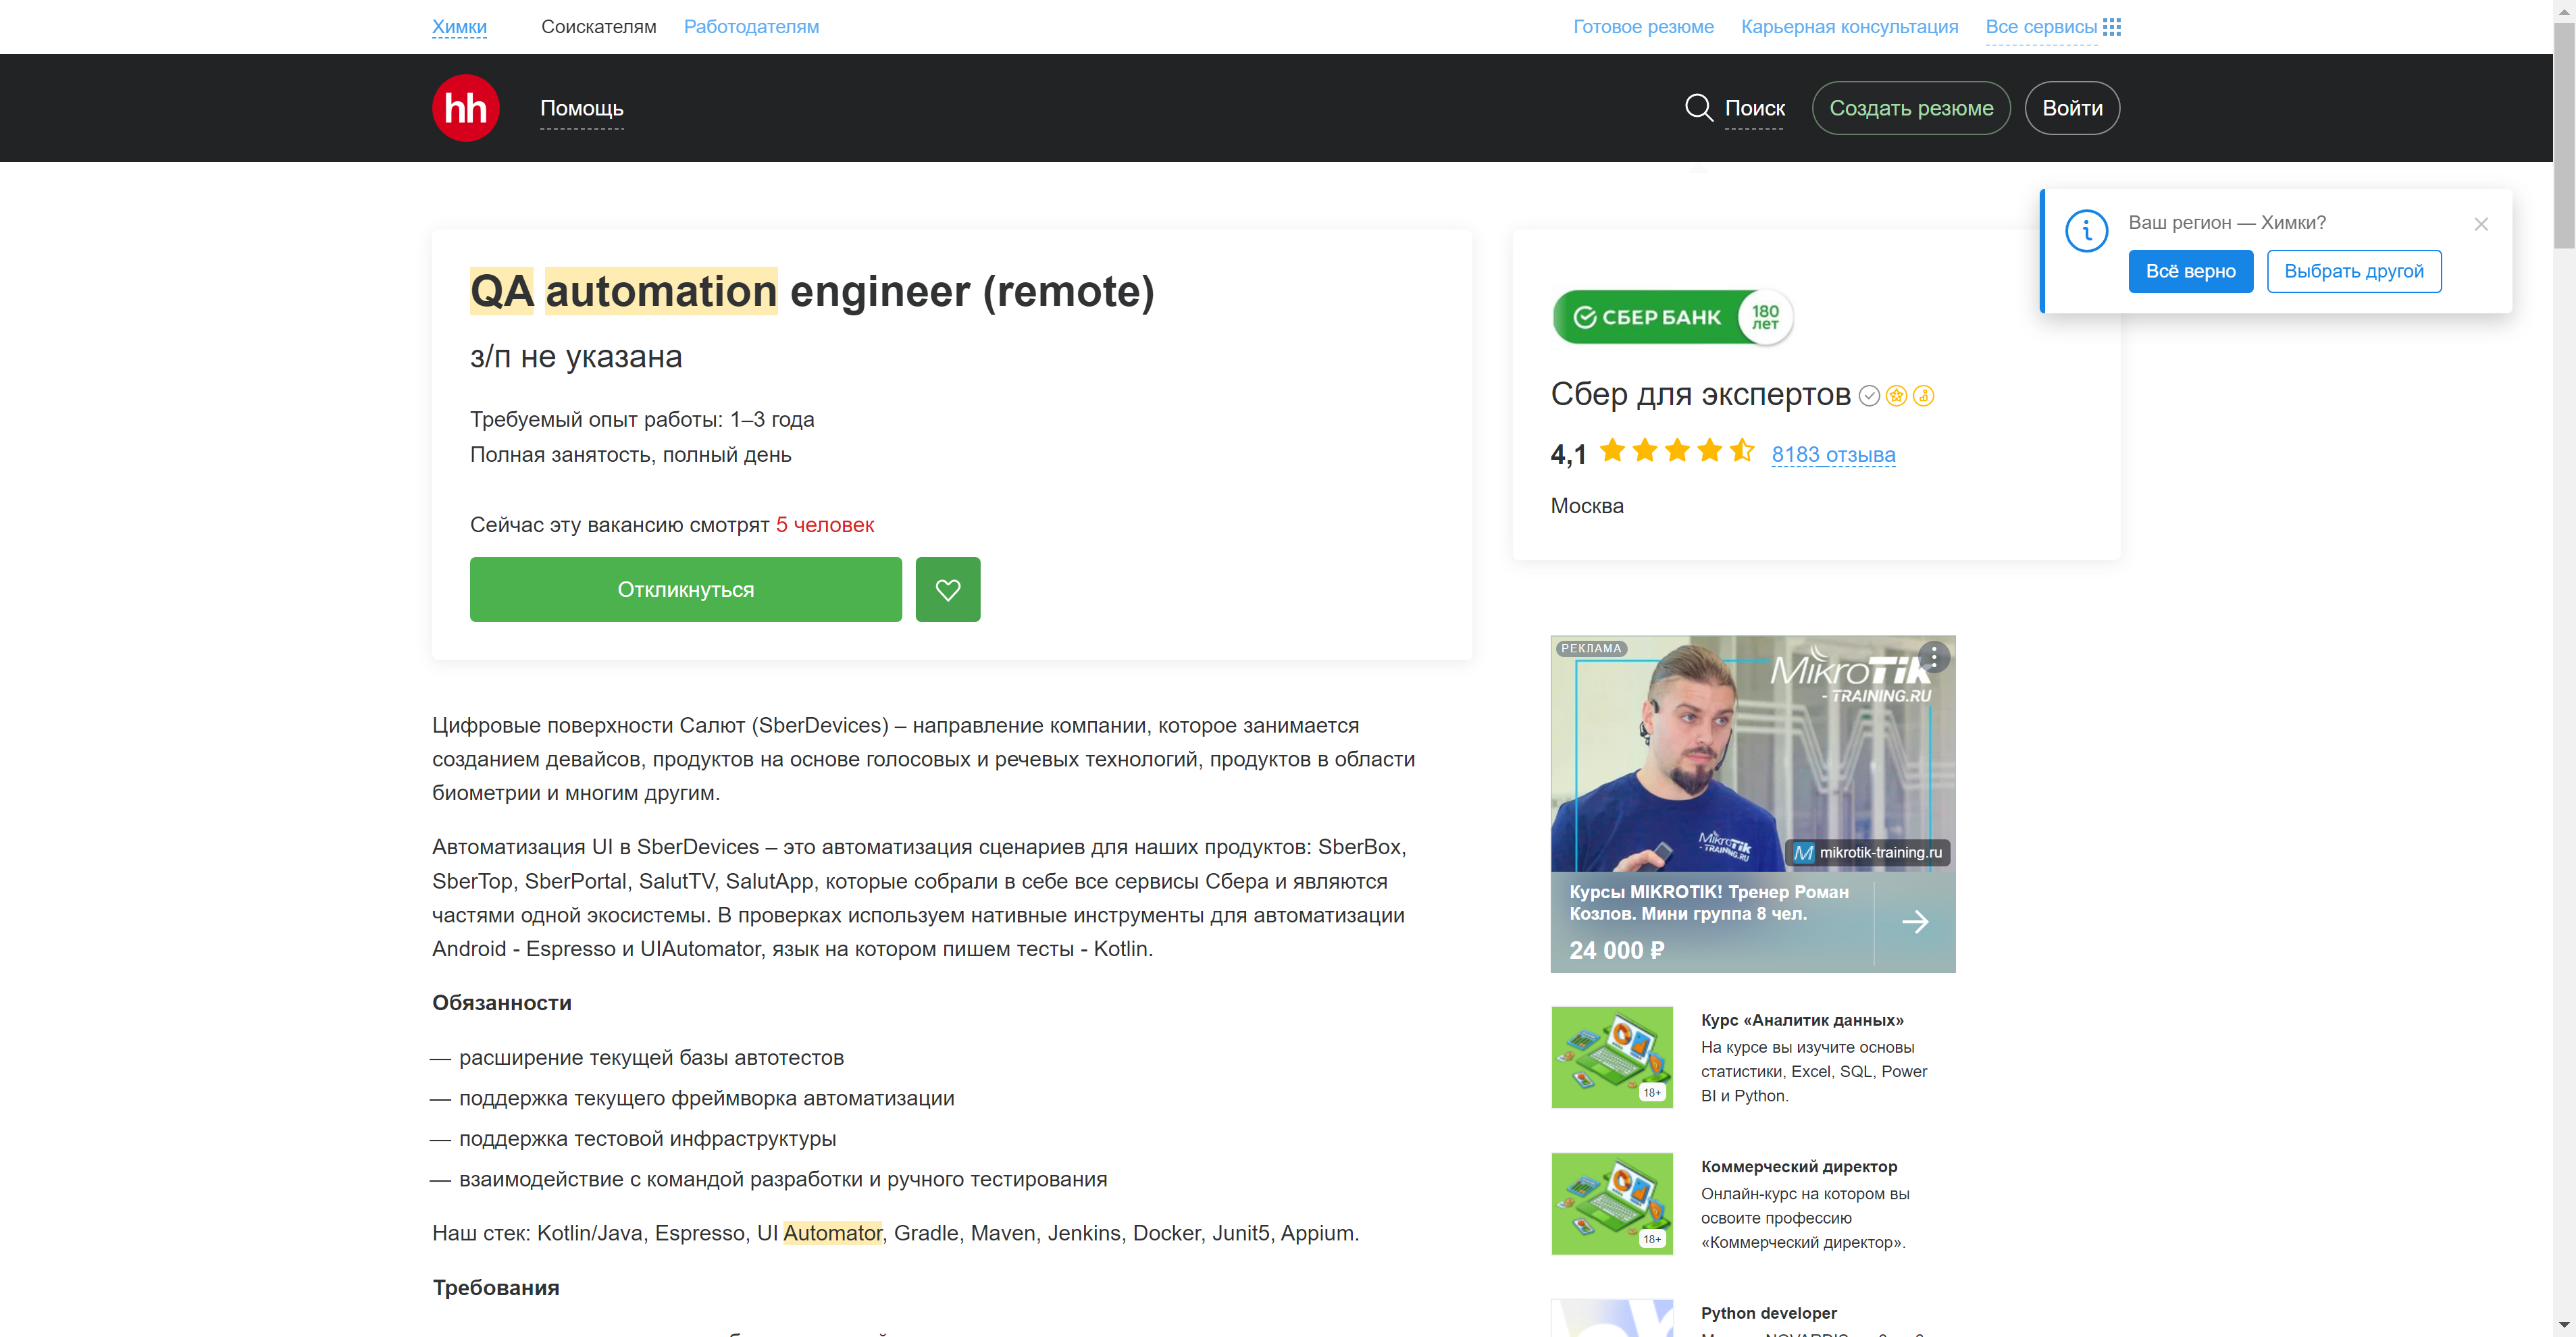 Химки
Соискателям
Работодателям
Готовое резюме
Карьерная консультация
Все сервисы
hh
Помощь
Поиск
Создать резюме
Войти
Ваш регион — Химки?
Всё верно
Выбрать другой
QA automation engineer (remote)
з/п не указана
Требуемый опыт работы: 1–3 года
Полная занятость, полный день
Сейчас эту вакансию смотрят 5 человек
Откликнуться
СБЕР БАНК
180
лет
Сбер для экспертов
4,1
8183 отзыва
Москва
Цифровые поверхности Салют (SberDevices) – направление компании, которое занимается
созданием девайсов, продуктов на основе голосовых и речевых технологий, продуктов в области
биометрии и многим другим.
Автоматизация UI в SberDevices – это автоматизация сценариев для наших продуктов: SberBox,
SberTop, SberPortal, SalutTV, SalutApp, которые собрали в себе все сервисы Сбера и являются
частями одной экосистемы. В проверках используем нативные инструменты для автоматизации
Android - Espresso и UIAutomator, язык на котором пишем тесты - Kotlin.
Обязанности
— расширение текущей базы автотестов
— поддержка текущего фреймворка автоматизации
— поддержка тестовой инфраструктуры
— взаимодействие с командой разработки и ручного тестирования
Наш стек: Kotlin/Java, Espresso, UI Automator, Gradle, Maven, Jenkins, Docker, Junit5, Appium.
Требования
РЕКЛАМА
MikroTik
- TRAINING.RU
MikroTik
- TRAINING.RU
mikrotik-training.ru
Курсы MIKROTIK! Тренер Роман
Козлов. Мини группа 8 чел.
24 000 ₽
18+
Курс «Аналитик данных»
На курсе вы изучите основы
статистики, Excel, SQL, Power
BI и Python.
18+
Коммерческий директор
Онлайн-курс на котором вы
освоите профессию
«Коммерческий директор».
Python developer